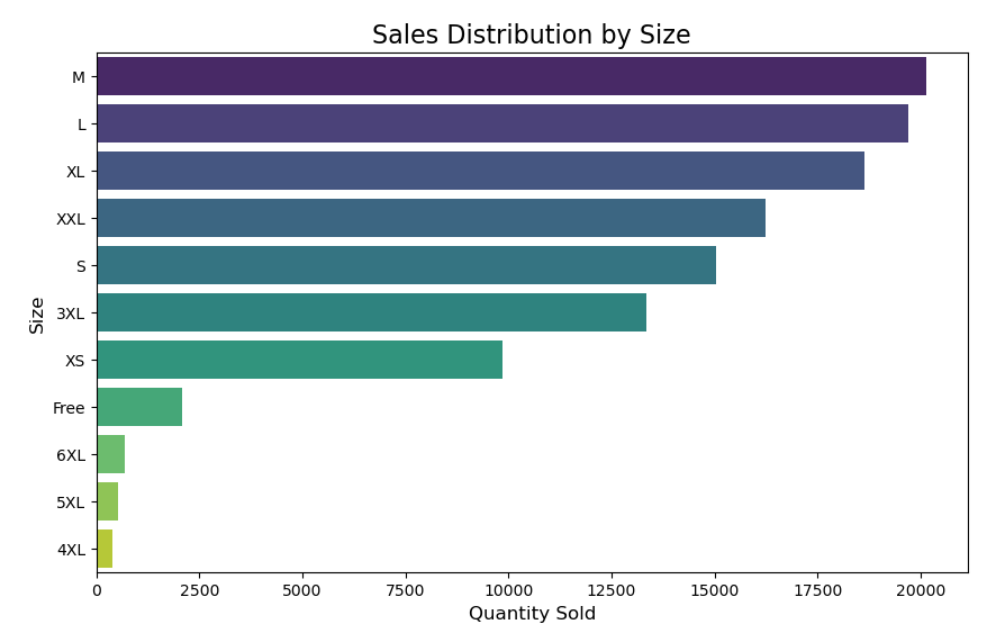 Sales Distribution by Size
M
L
XL
XXL
S
3XL
XS
Free
6XL
5XL
4XL
Size
0 2500 5000 7500 10000 12500 15000 17500 20000
Quantity Sold